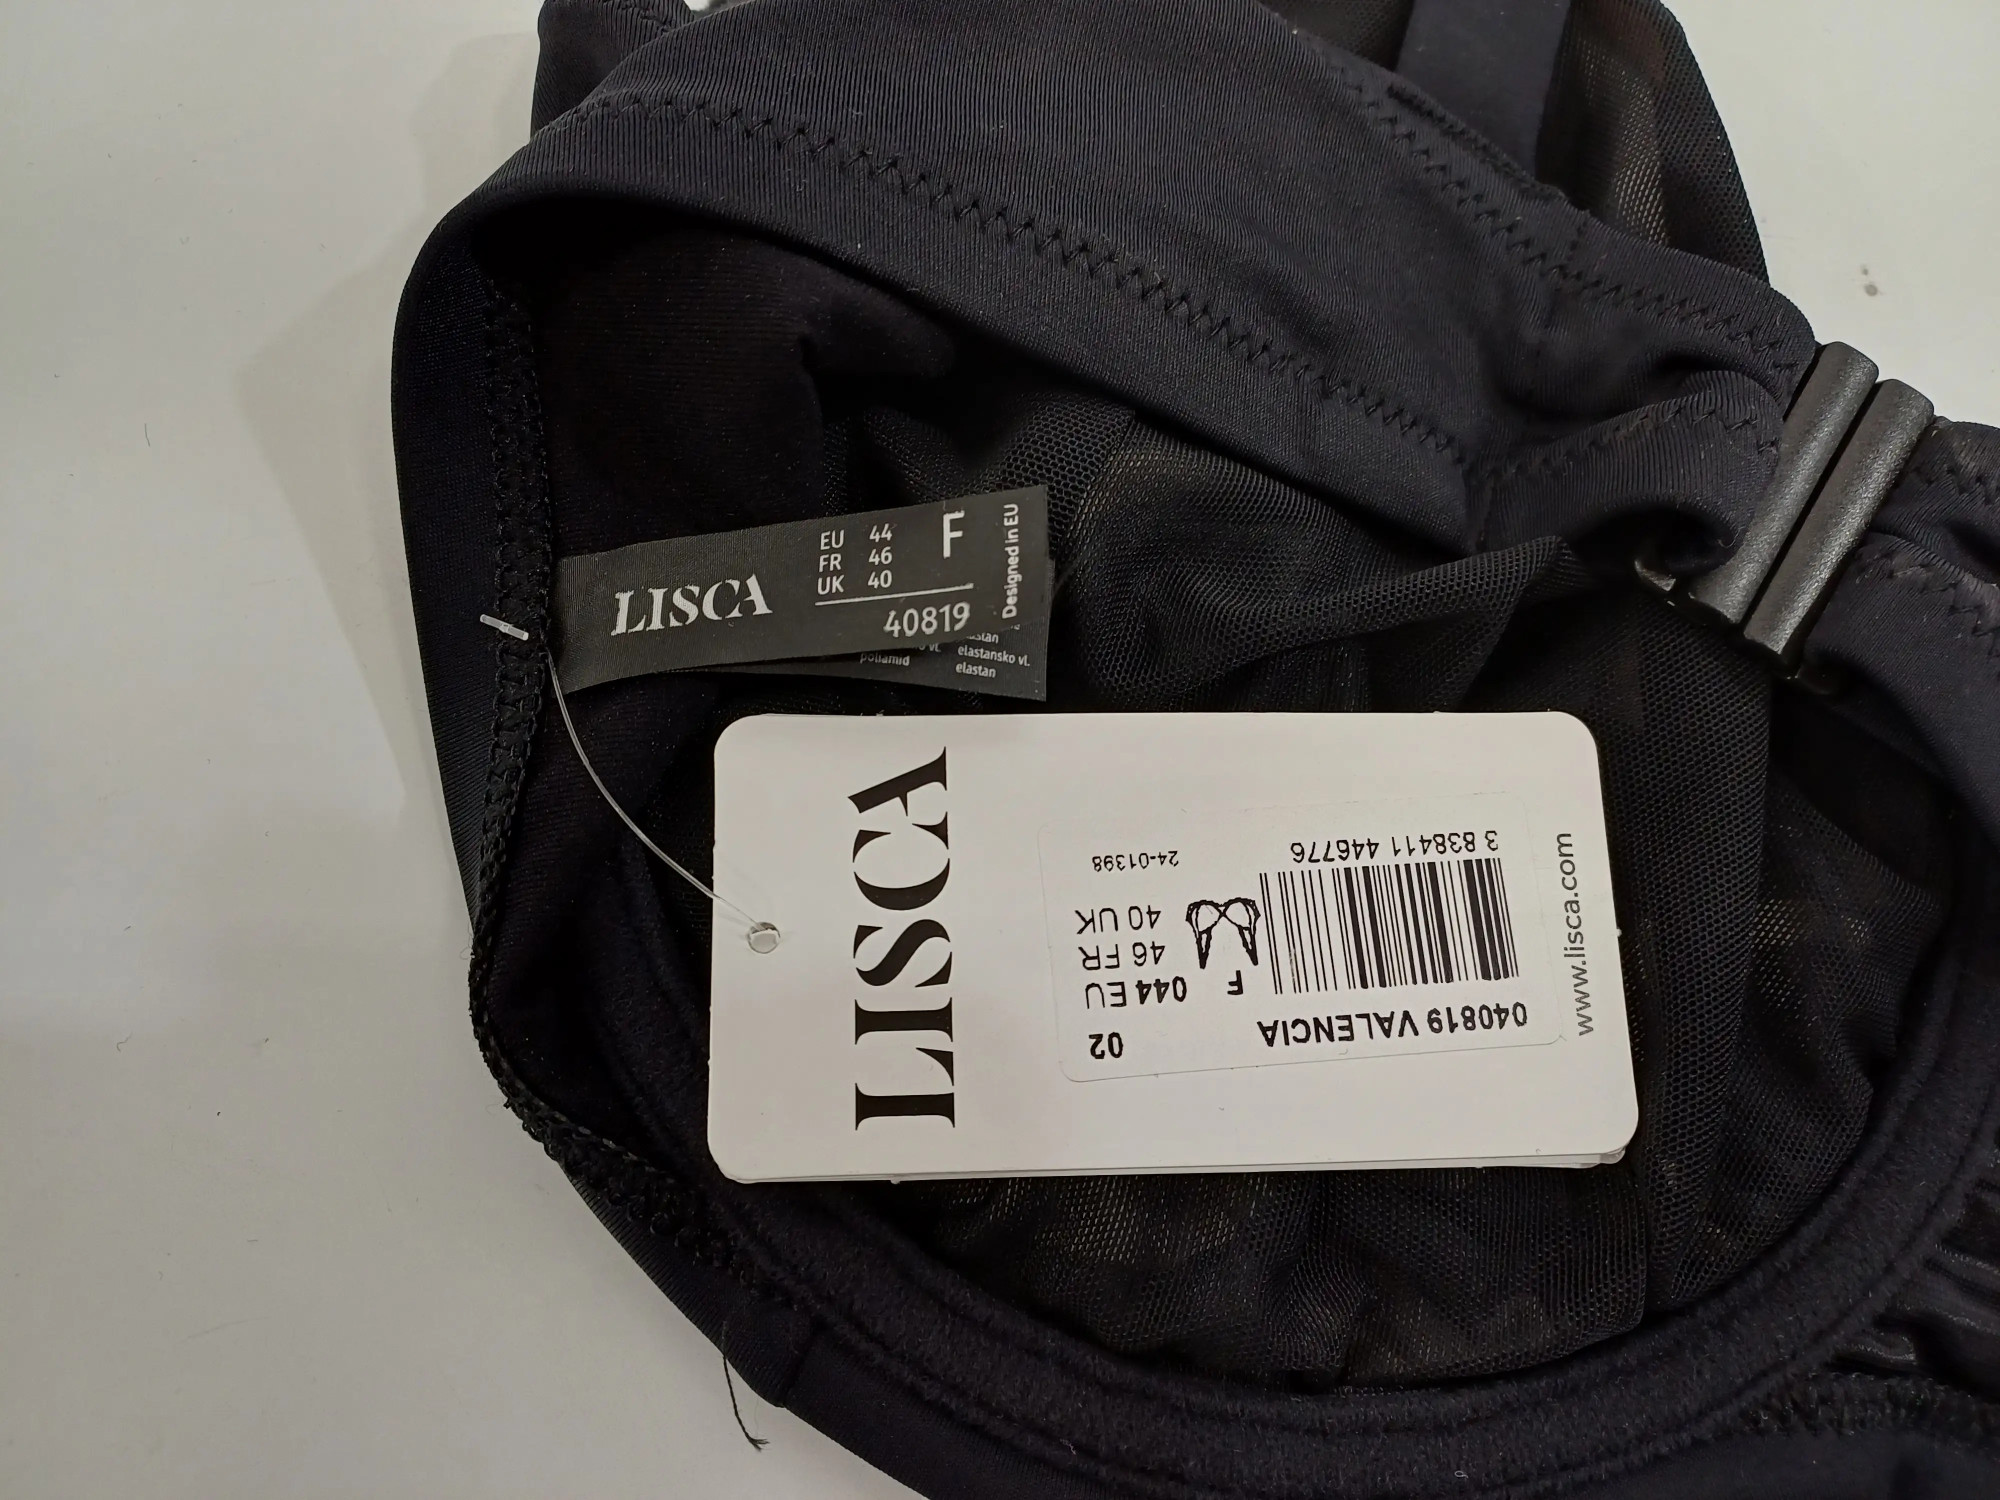 LISCA
EU 44
FR 46
UK 40
F
40819
Designed in EU
poliamid
elastansko vl.
elastan
LISCA
040819 VALENCIA 02
044 EU F
46 FR
40 UK
24-01398
3 838411 446776
www.lisca.com